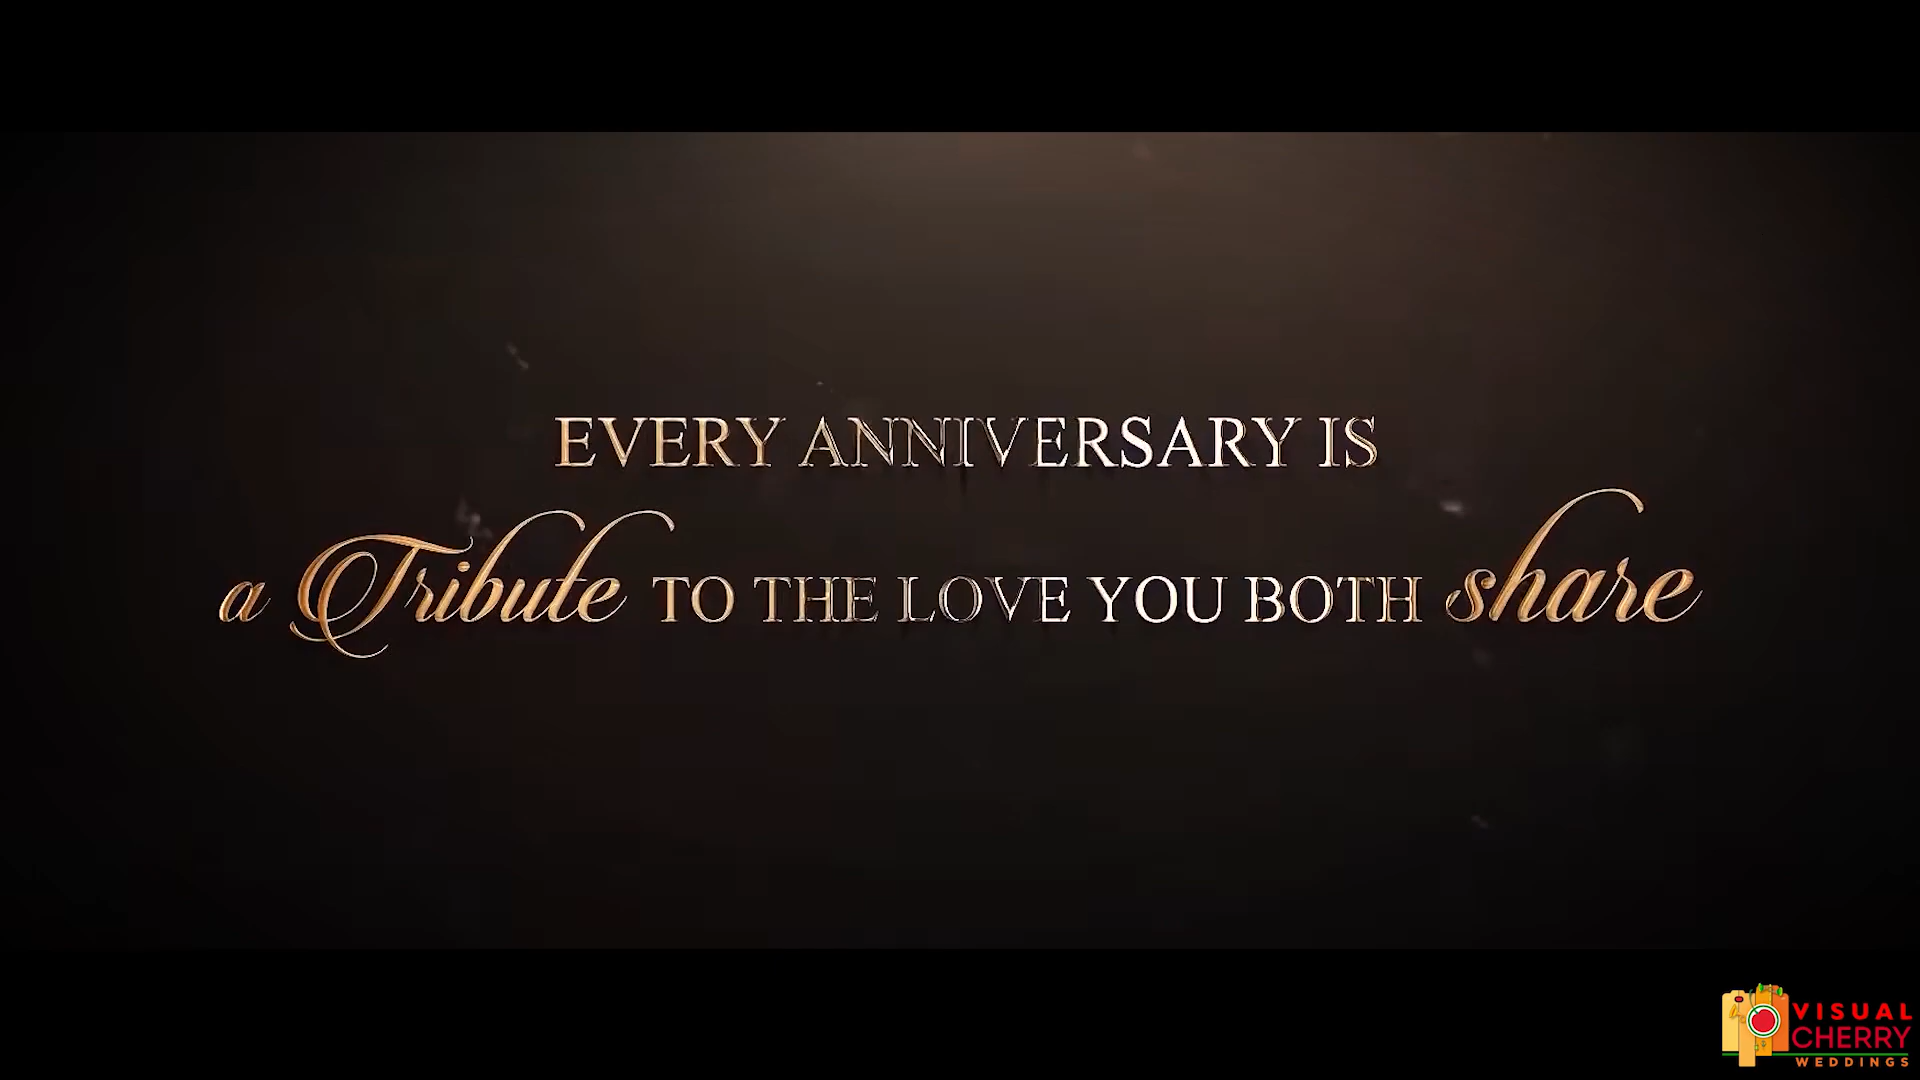 EVERY ANNIVERSARY IS
a Tribute TO THE LOVE YOU BOTH share
VISUAL
CHERRY
WEDDINGS